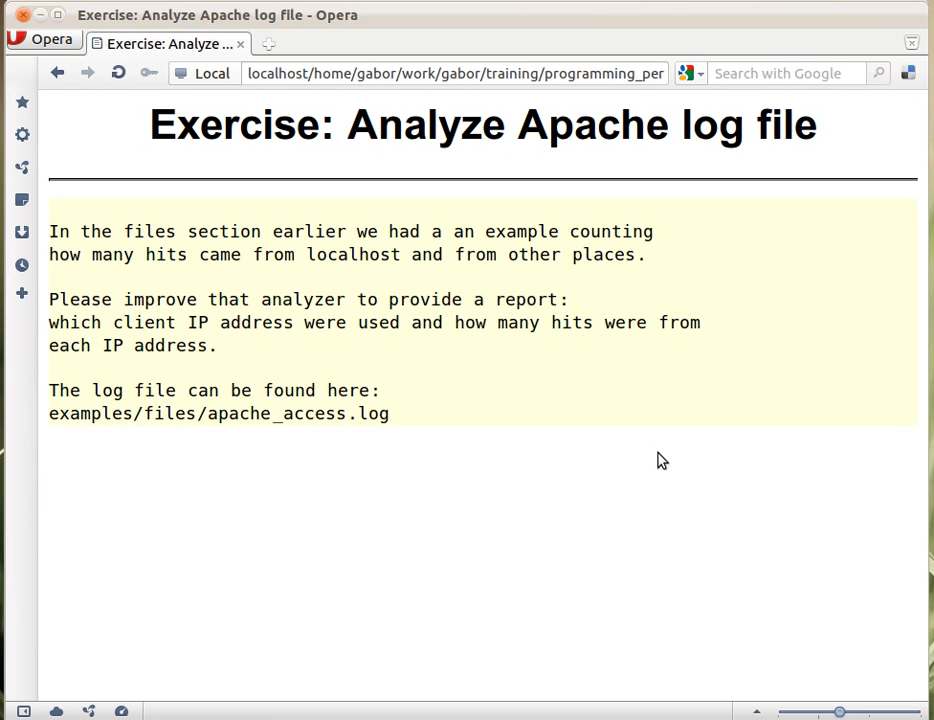 Exercise: Analyze Apache log file - Opera
Opera
Exercise: Analyze ...
Local
localhost/home/gabor/work/gabor/training/programming_per
Search with Google
Exercise: Analyze Apache log file
In the files section earlier we had a an example counting
how many hits came from localhost and from other places.
Please improve that analyzer to provide a report:
which client IP address were used and how many hits were from
each IP address.
The log file can be found here:
examples/files/apache_access.log